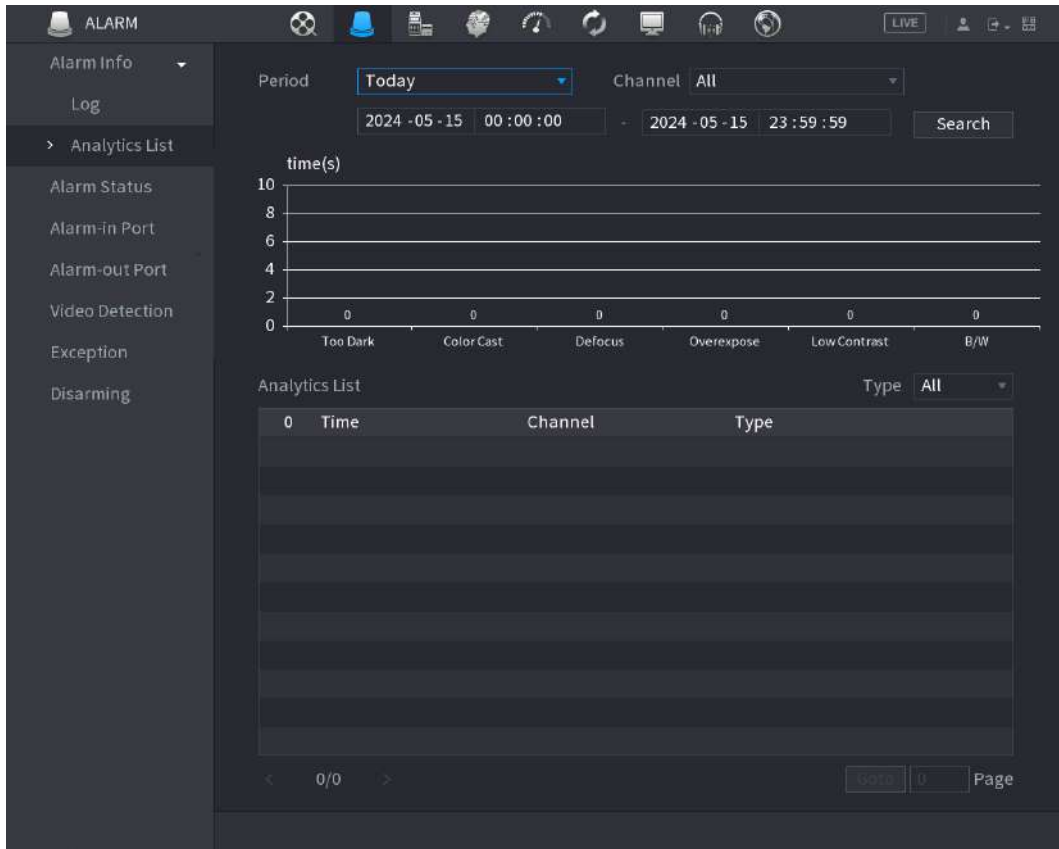 ALARM
LIVE
Alarm Info
Log
Analytics List
Alarm Status
Alarm-in Port
Alarm-out Port
Video Detection
Exception
Disarming
Period Today Channel All
2024 -05 -15 00 :00 :00 - 2024 -05 -15 23 :59 :59 Search
time(s)
10
8
6
4
2
0
0 0 0 0 0 0
Too Dark Color Cast Defocus Overexpose Low Contrast B/W
Analytics List Type All
0 Time Channel Type
< 0/0 > Goto 0 Page